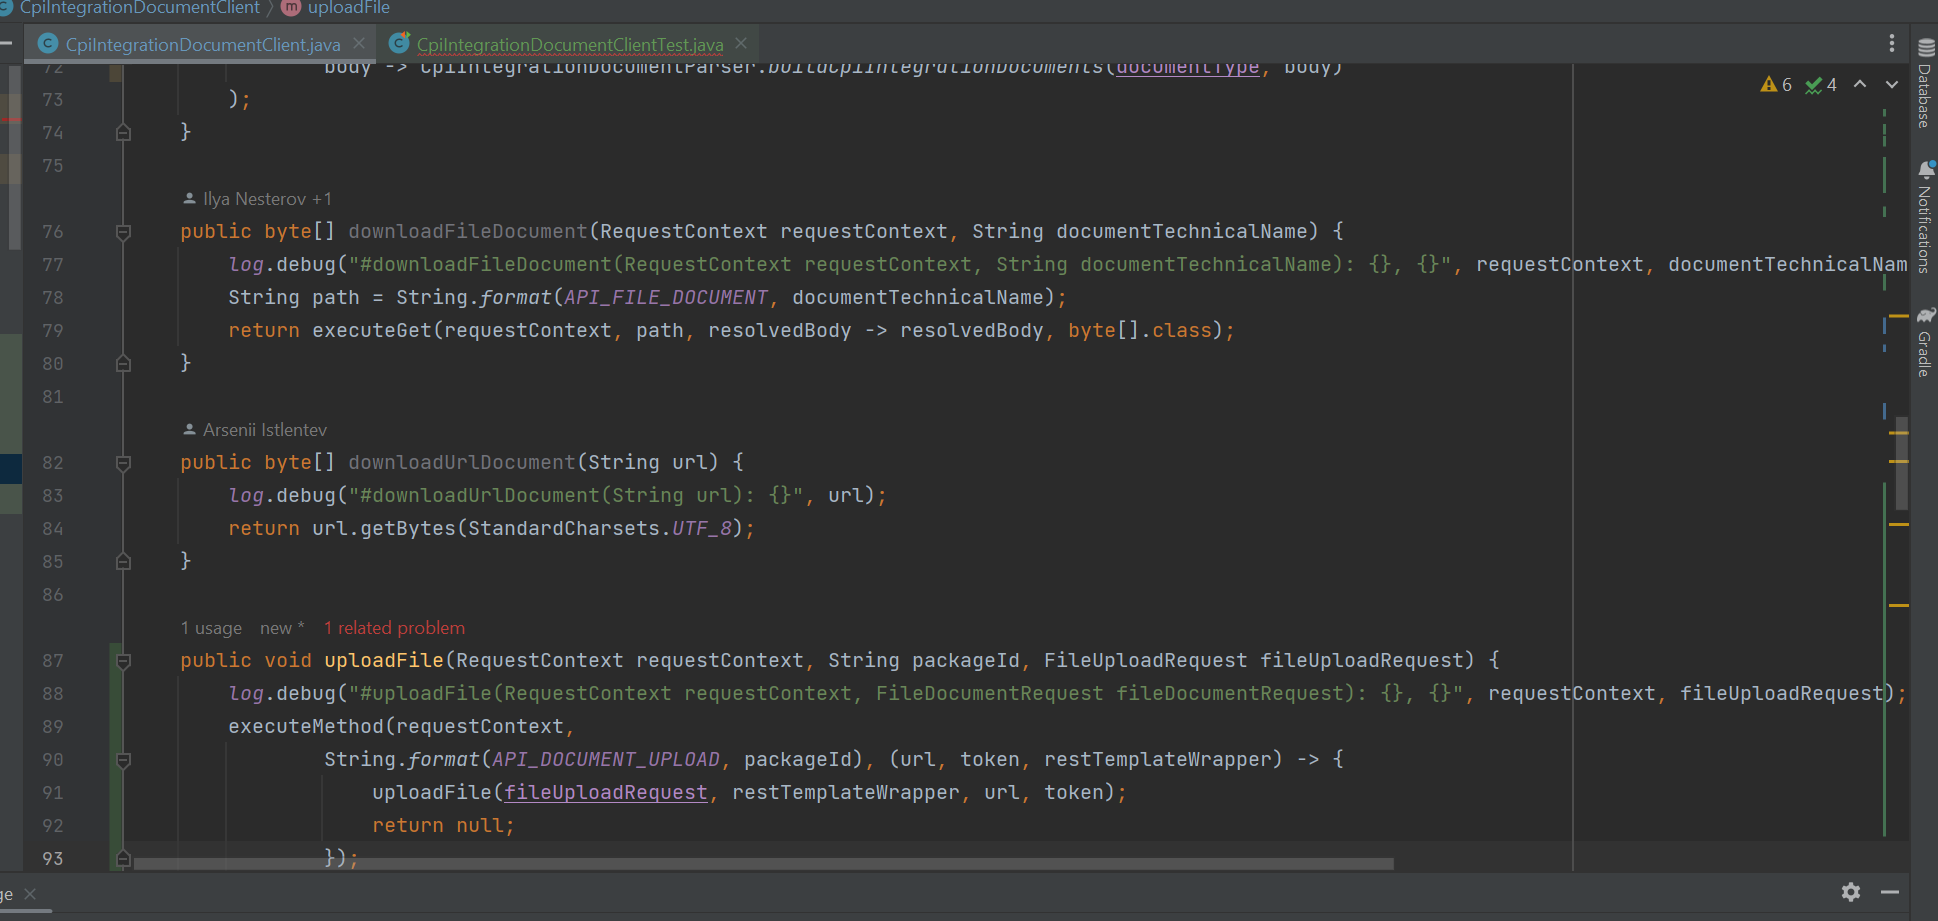 CpiIntegrationDocumentClient > m uploadFile
C CpiIntegrationDocumentClient.java × C CpiIntegrationDocumentClientTest.java ×
72 body -> CpiIntegrationDocumentParser.buildCpiIntegrationDocuments(documentType, body)
6 4
73 );
74 }
75
Ilya Nesterov +1
76 public byte[] downloadFileDocument(RequestContext requestContext, String documentTechnicalName) {
77 log.debug("#downloadFileDocument(RequestContext requestContext, String documentTechnicalName): {}, {}", requestContext, documentTechnicalNam
78 String path = String.format(API_FILE_DOCUMENT, documentTechnicalName);
79 return executeGet(requestContext, path, resolvedBody -> resolvedBody, byte[].class);
80 }
81
Arsenii Istlentev
82 public byte[] downloadUrlDocument(String url) {
83 log.debug("#downloadUrlDocument(String url): {}", url);
84 return url.getBytes(StandardCharsets.UTF_8);
85 }
86
1 usage new * 1 related problem
87 public void uploadFile(RequestContext requestContext, String packageId, FileUploadRequest fileUploadRequest) {
88 log.debug("#uploadFile(RequestContext requestContext, FileDocumentRequest fileDocumentRequest): {}, {}", requestContext, fileUploadRequest);
89 executeMethod(requestContext,
90 String.format(API_DOCUMENT_UPLOAD, packageId), (url, token, restTemplateWrapper) -> {
91 uploadFile(fileUploadRequest, restTemplateWrapper, url, token);
92 return null;
93 });
ge ×
Database
Notifications
Gradle